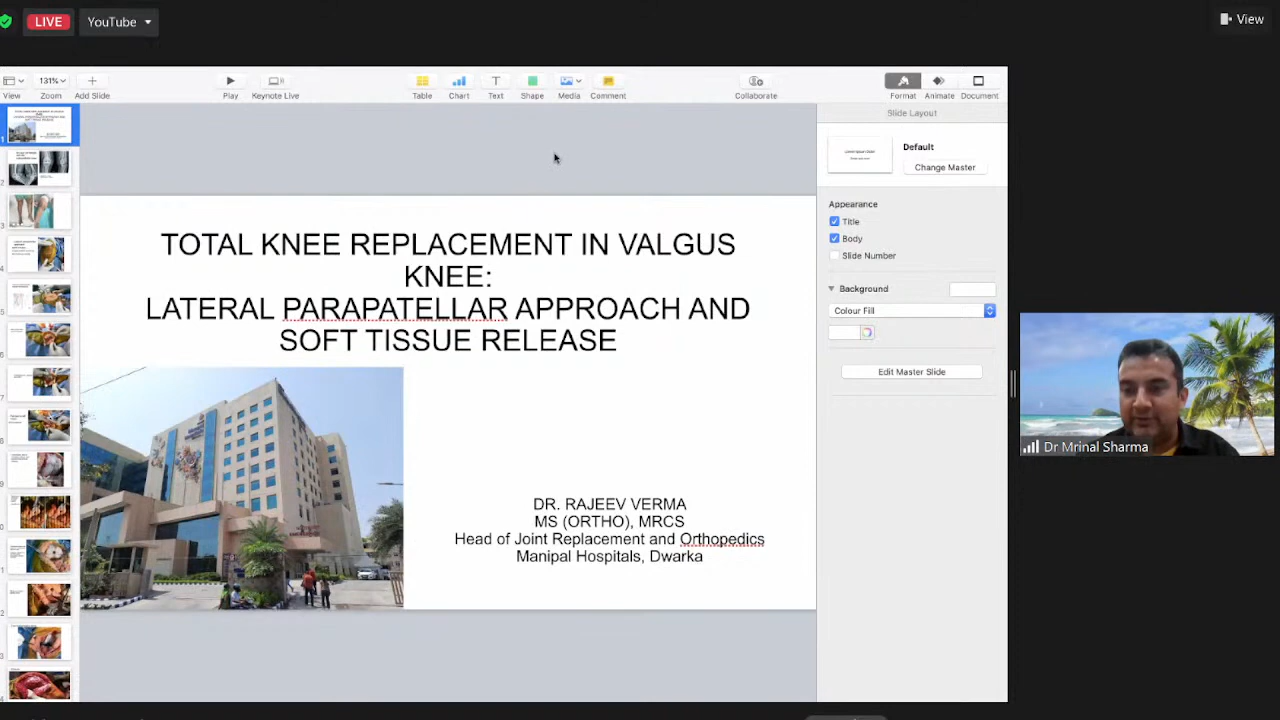 LIVE
YouTube
View
131%
View
Zoom
Add Slide
Play
Keynote Live
Table
Chart
Text
Shape
Media
Comment
Collaborate
Format
Animate
Document
Slide Layout
Default
Change Master
Appearance
Title
Body
Slide Number
Background
Colour Fill
Edit Master Slide
TOTAL KNEE REPLACEMENT IN VALGUS
KNEE:
LATERAL PARAPATELLAR APPROACH AND
SOFT TISSUE RELEASE
DR. RAJEEV VERMA
MS (ORTHO), MRCS
Head of Joint Replacement and Orthopedics
Manipal Hospitals, Dwarka
Dr Mrinal Sharma